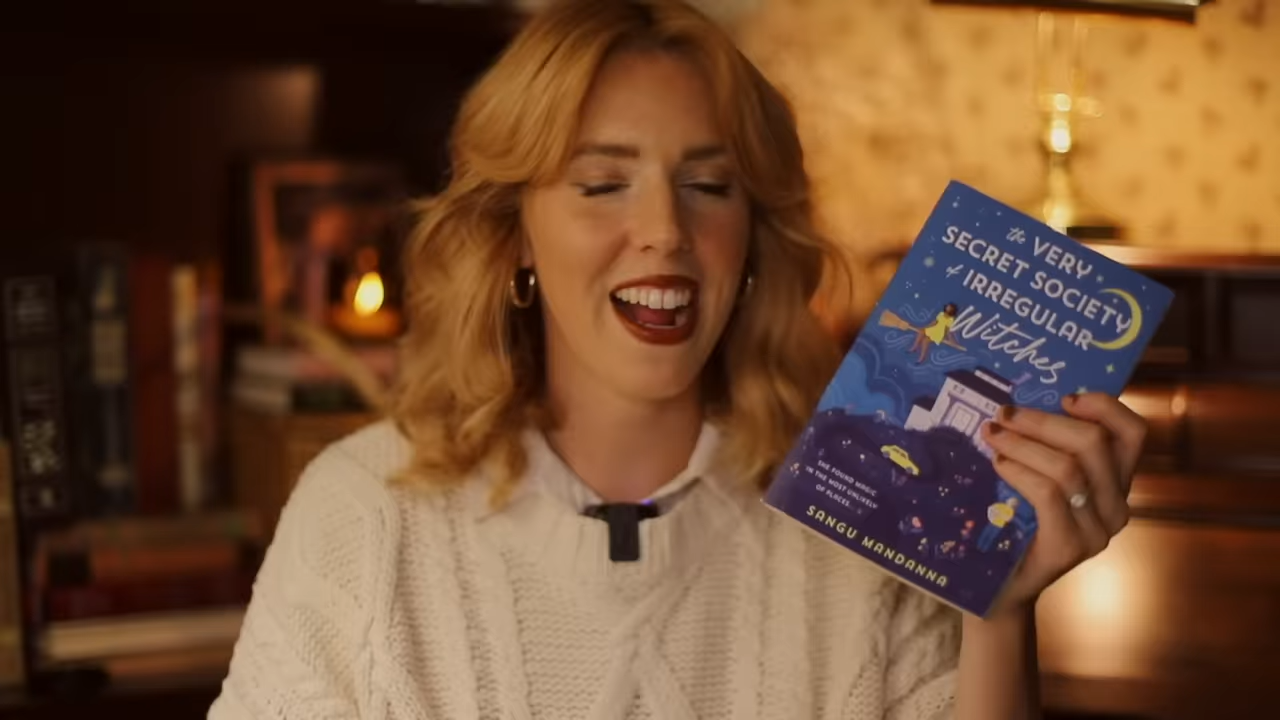 the VERY
SECRET SOCIETY
of IRREGULAR
Witches
SHE FOUND MAGIC
IN THE MOST UNLIKELY
OF PLACES...
SANGU MANDANNA